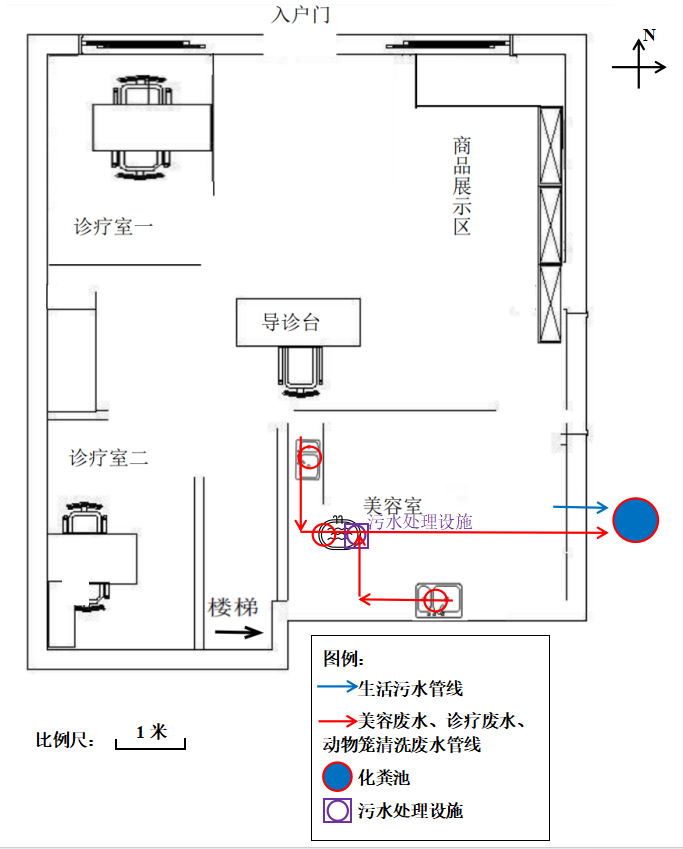 入户门
N
商品展示区
诊疗室一
导诊台
诊疗室二
美容室
污水处理设施
楼梯
图例：
生活污水管线
美容废水、诊疗废水、
动物笼清洗废水管线
化粪池
污水处理设施
比例尺：
1 米